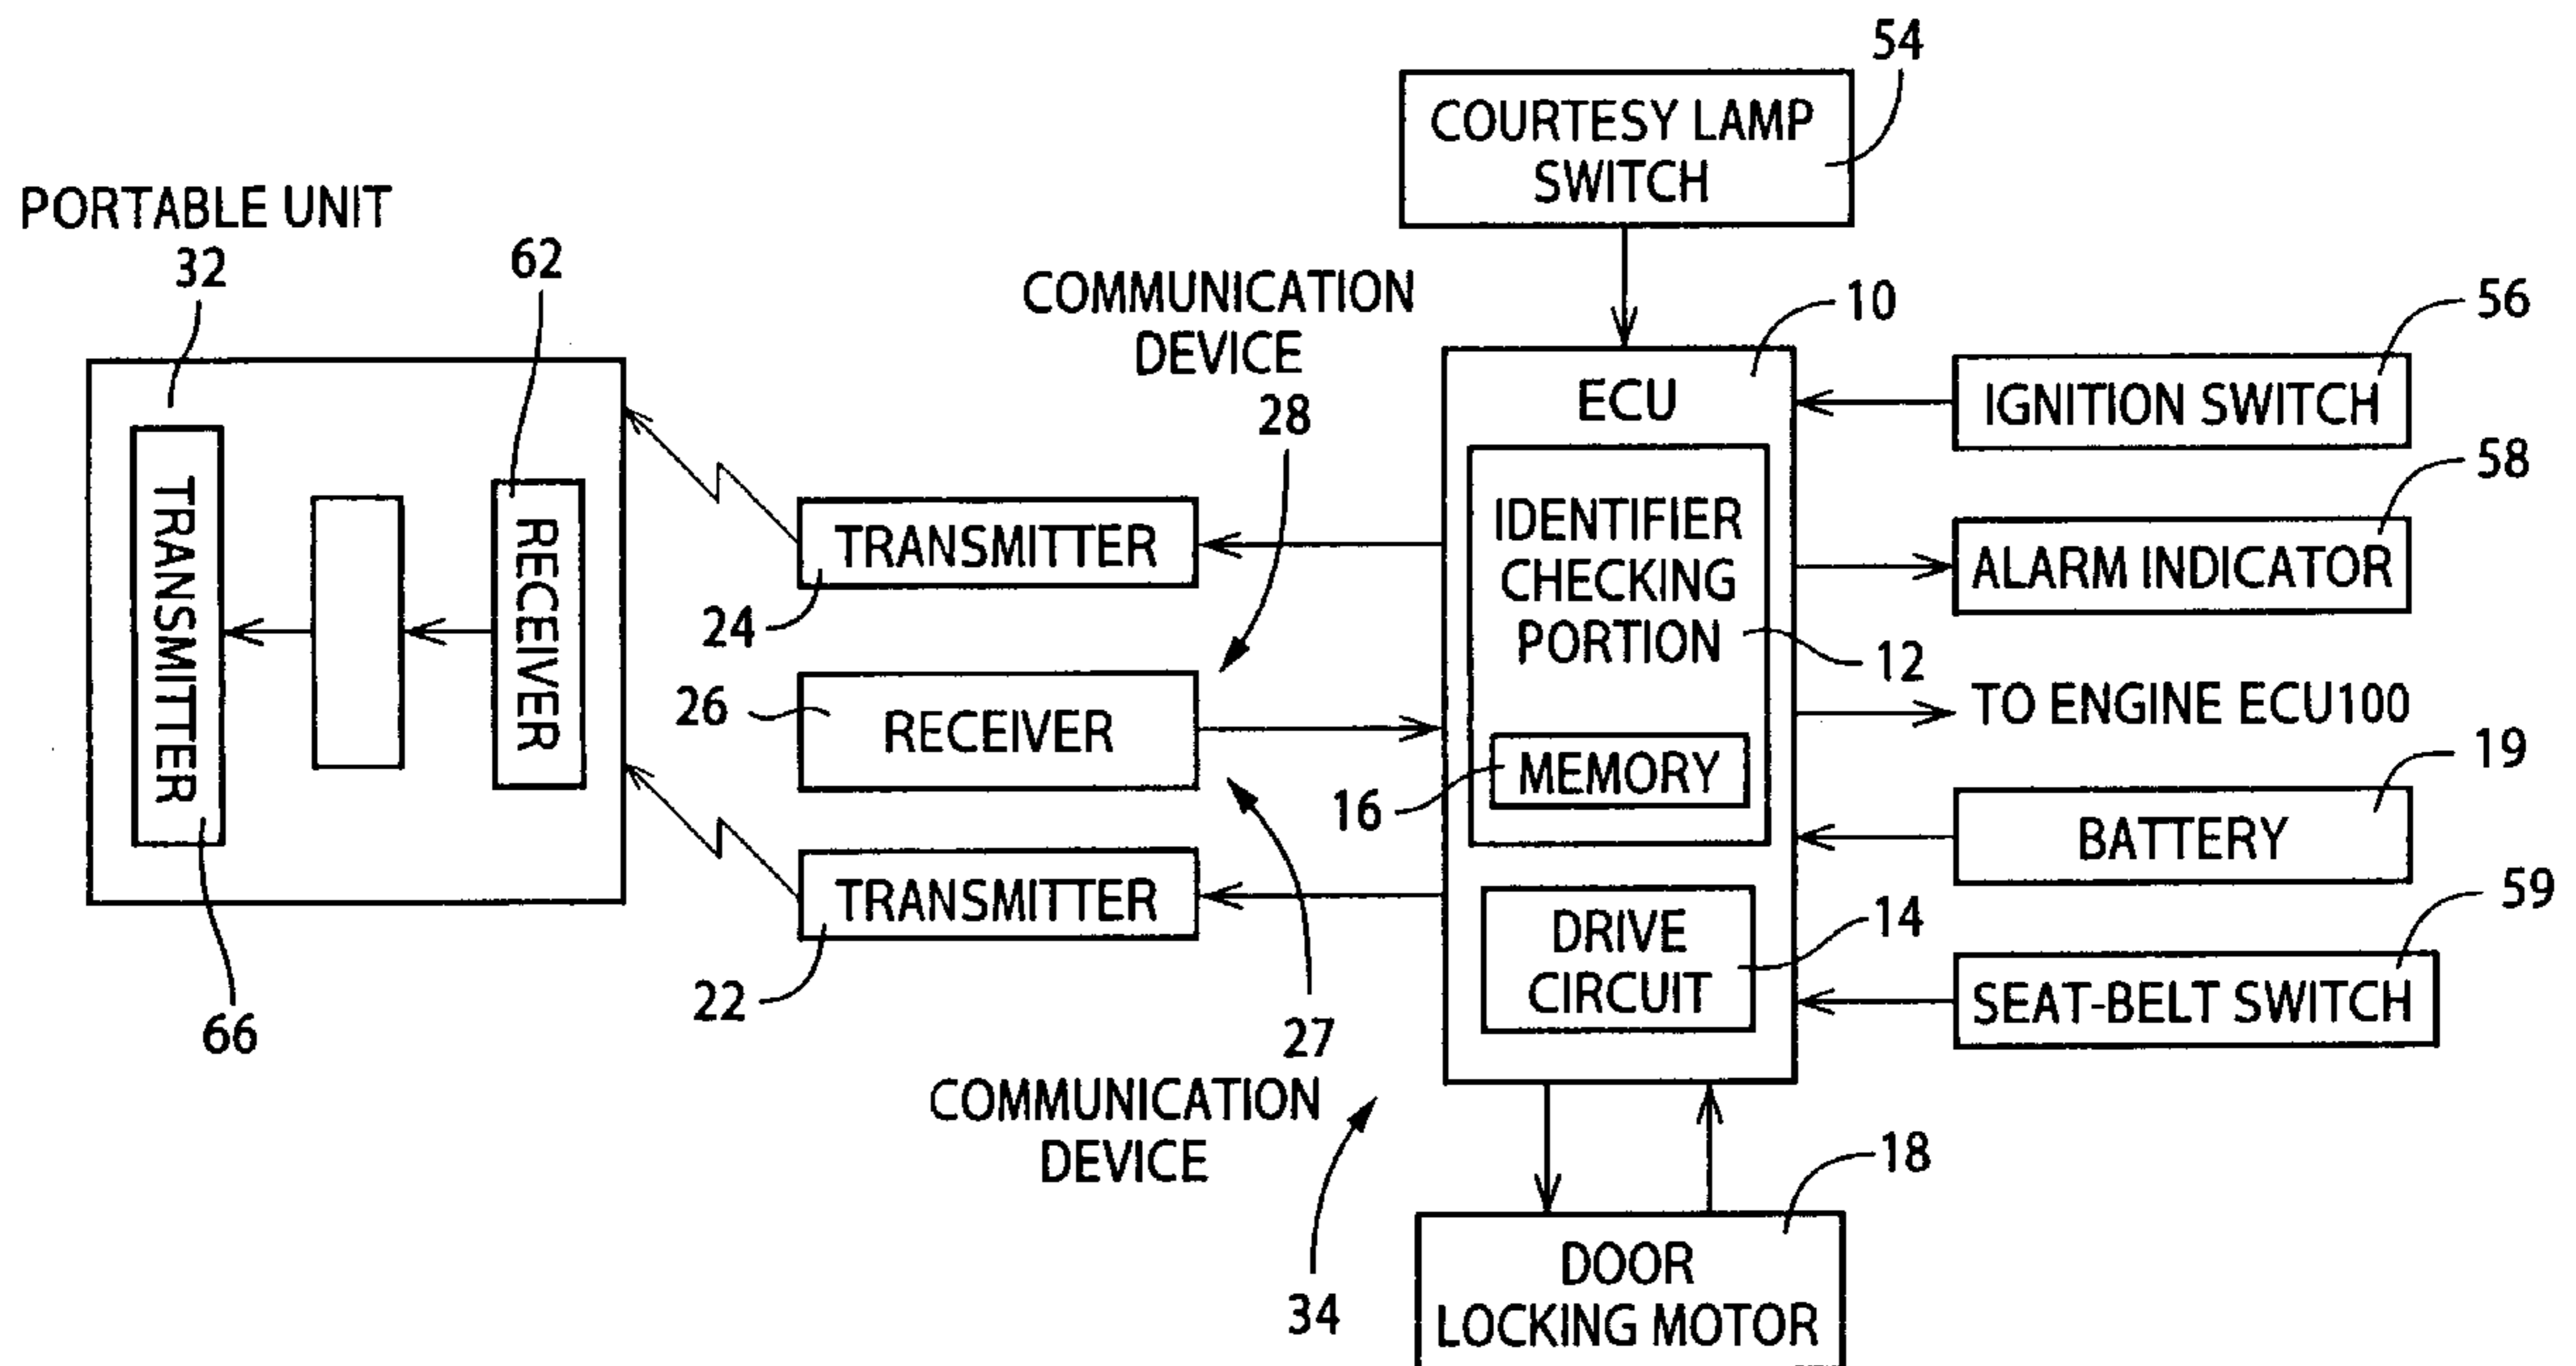 54
COURTESY LAMP
SWITCH
PORTABLE UNIT
32
62
COMMUNICATION
DEVICE
28
10
56
ECU
IGNITION SWITCH
58
TRANSMITTER
RECEIVER
TRANSMITTER
24
IDENTIFIER
CHECKING
PORTION
12
ALARM INDICATOR
26
RECEIVER
TO ENGINE ECU100
16
MEMORY
19
BATTERY
TRANSMITTER
22
DRIVE
CIRCUIT
14
59
SEAT-BELT SWITCH
66
27
COMMUNICATION
DEVICE
34
18
DOOR
LOCKING MOTOR